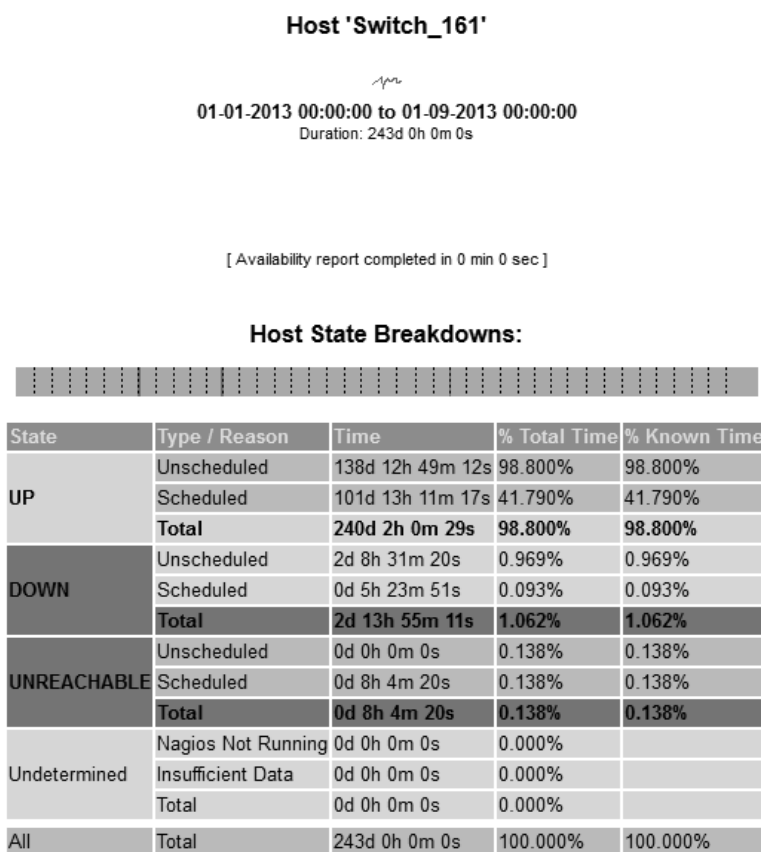 Host 'Switch_161'
01-01-2013 00:00:00 to 01-09-2013 00:00:00
Duration: 243d 0h 0m 0s
[ Availability report completed in 0 min 0 sec ]
Host State Breakdowns:
State Type / Reason Time % Total Time % Known Time
UP Unscheduled 138d 12h 49m 12s 98.800% 98.800%
Scheduled 101d 13h 11m 17s 41.790% 41.790%
Total 240d 2h 0m 29s 98.800% 98.800%
DOWN Unscheduled 2d 8h 31m 20s 0.969% 0.969%
Scheduled 0d 5h 23m 51s 0.093% 0.093%
Total 2d 13h 55m 11s 1.062% 1.062%
UNREACHABLE Unscheduled 0d 0h 0m 0s 0.138% 0.138%
Scheduled 0d 8h 4m 20s 0.138% 0.138%
Total 0d 8h 4m 20s 0.138% 0.138%
Undetermined Nagios Not Running 0d 0h 0m 0s 0.000%
Insufficient Data 0d 0h 0m 0s 0.000%
Total 0d 0h 0m 0s 0.000%
All Total 243d 0h 0m 0s 100.000% 100.000%